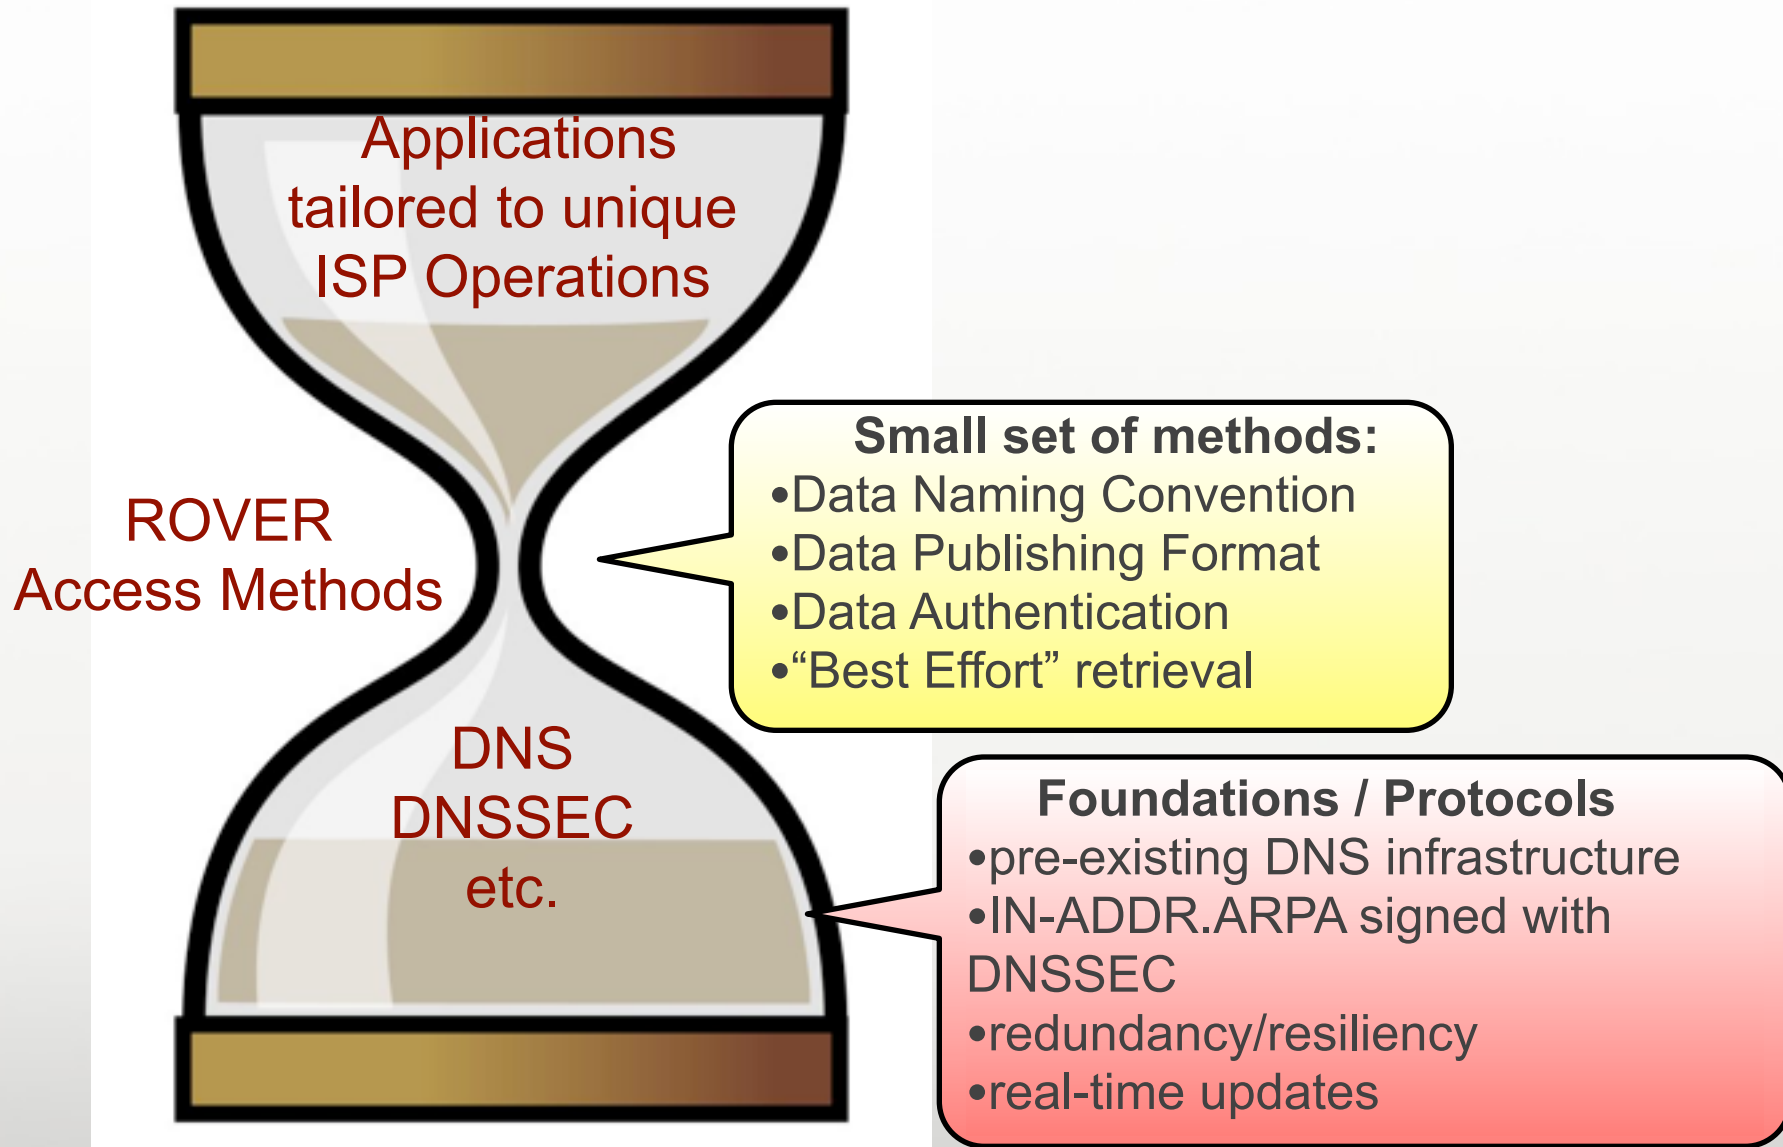 Applications
tailored to unique
ISP Operations
ROVER
Access Methods
Small set of methods:
•Data Naming Convention
•Data Publishing Format
•Data Authentication
•“Best Effort” retrieval
DNS
DNSSEC
etc.
Foundations / Protocols
•pre-existing DNS infrastructure
•IN-ADDR.ARPA signed with
DNSSEC
•redundancy/resiliency
•real-time updates